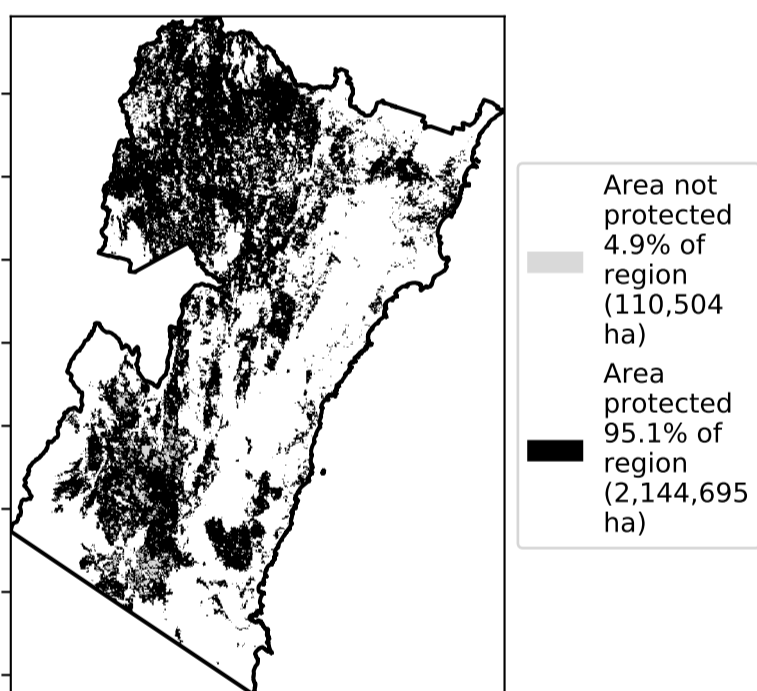 Area not
protected
4.9% of
region
(110,504
ha)
Area
protected
95.1% of
region
(2,144,695
ha)